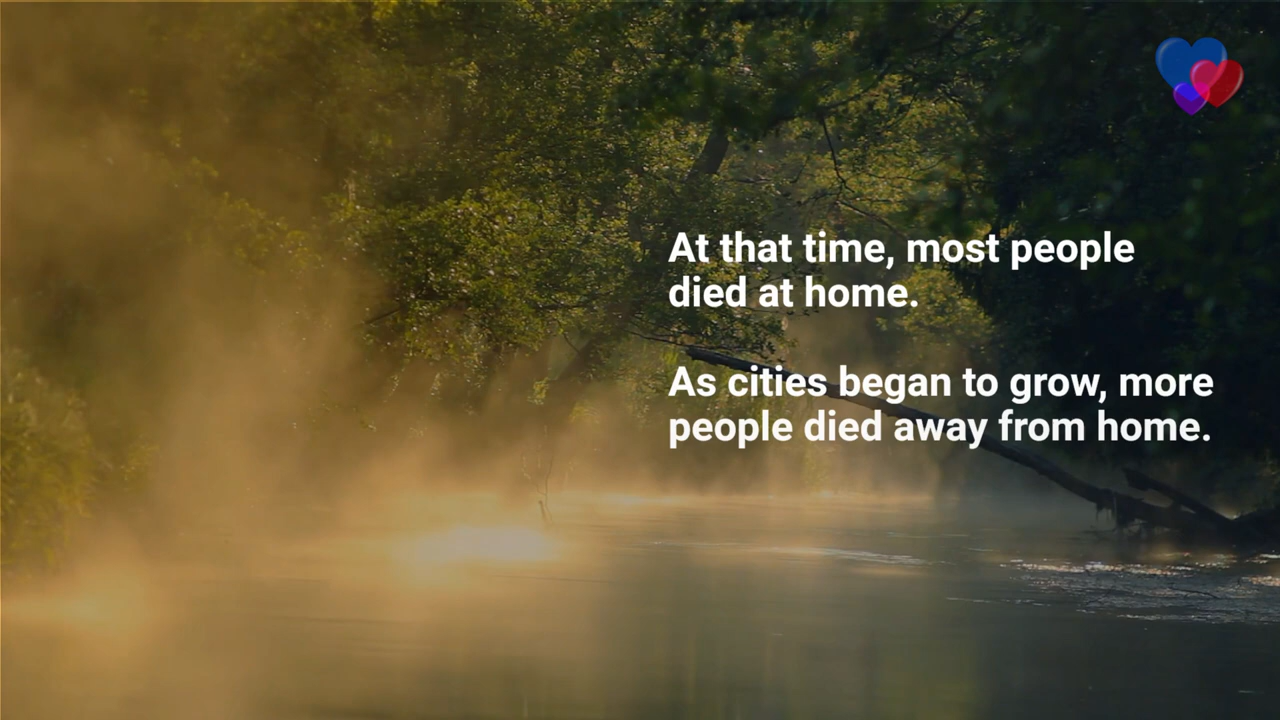 At that time, most people
died at home.
As cities began to grow, more
people died away from home.